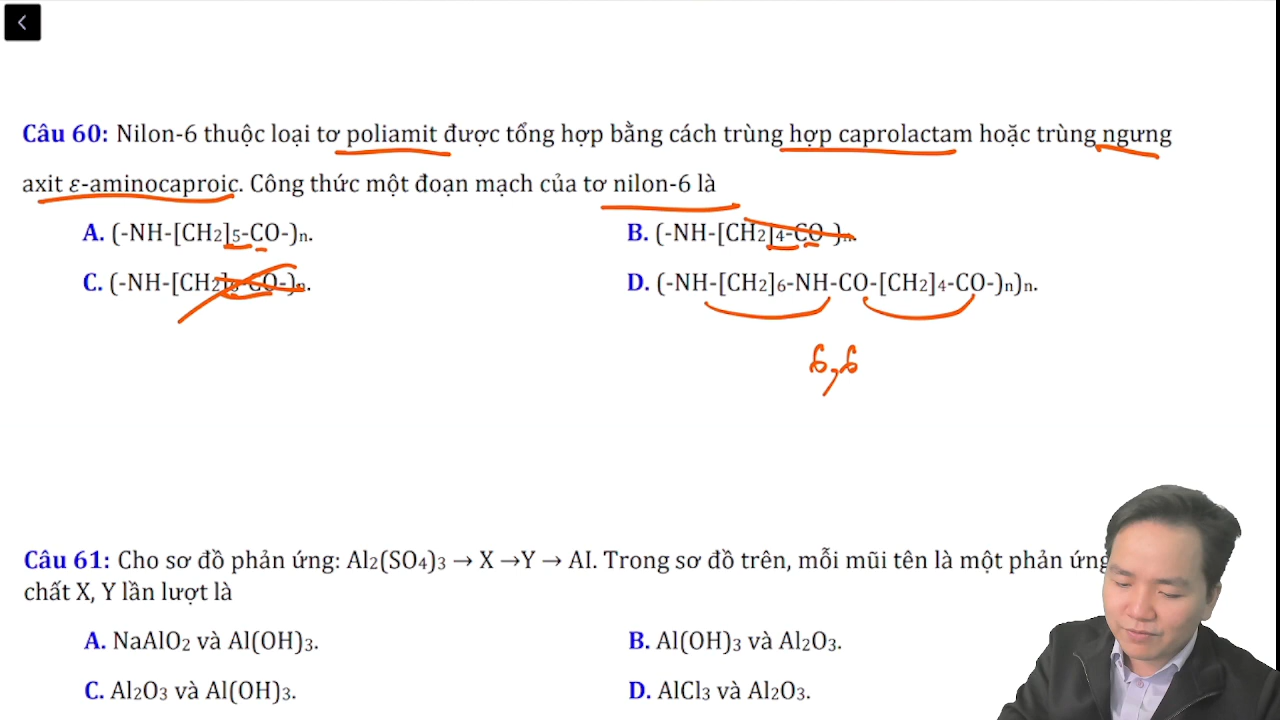 Câu 60: Nilon-6 thuộc loại tơ poliamit được tổng hợp bằng cách trùng hợp caprolactam hoặc trùng ngưng
axit ε-aminocaproic. Công thức một đoạn mạch của tơ nilon-6 là
A. (-NH-[CH2]5-CO-)n.
B. (-NH-[CH2]4-CO-)n.
C. (-NH-[CH2]6-CO-)n.
D. (-NH-[CH2]6-NH-CO-[CH2]4-CO-)n)n.
6,6
Câu 61: Cho sơ đồ phản ứng: Al2(SO4)3 → X →Y → AI. Trong sơ đồ trên, mỗi mũi tên là một phản ứng
chất X, Y lần lượt là
A. NaAlO2 và Al(OH)3.
B. Al(OH)3 và Al2O3.
C. Al2O3 và Al(OH)3.
D. AlCl3 và Al2O3.